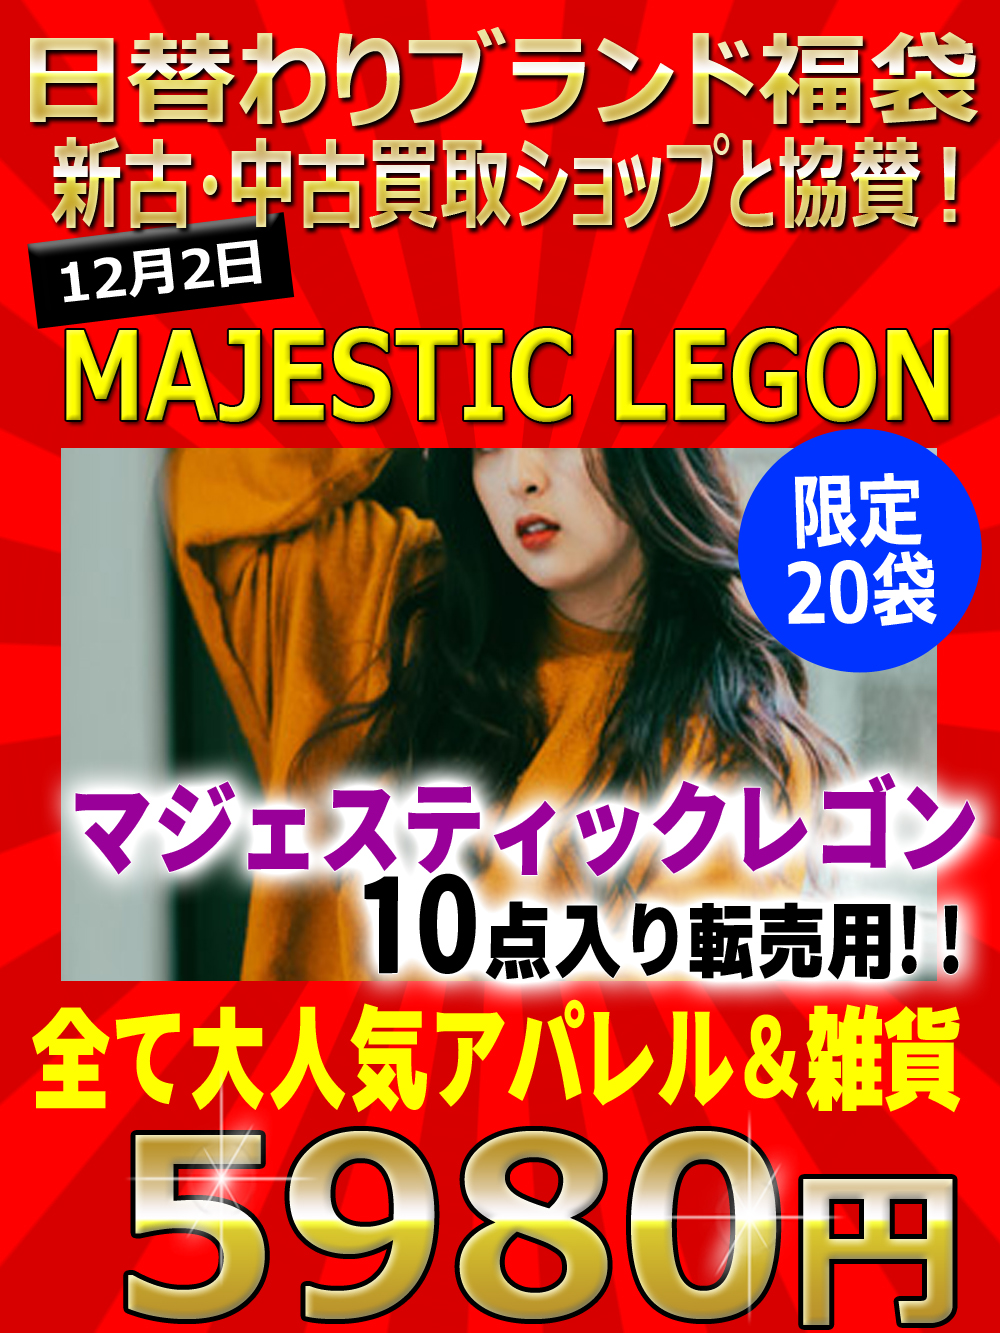 日替わりブランド福袋
新古・中古買取ショップと協賛！
12月2日
MAJESTIC LEGON
限定
20袋
マジェスティックレゴン
10点入り転売用！！
全て大人気アパレル＆雑貨
5980円